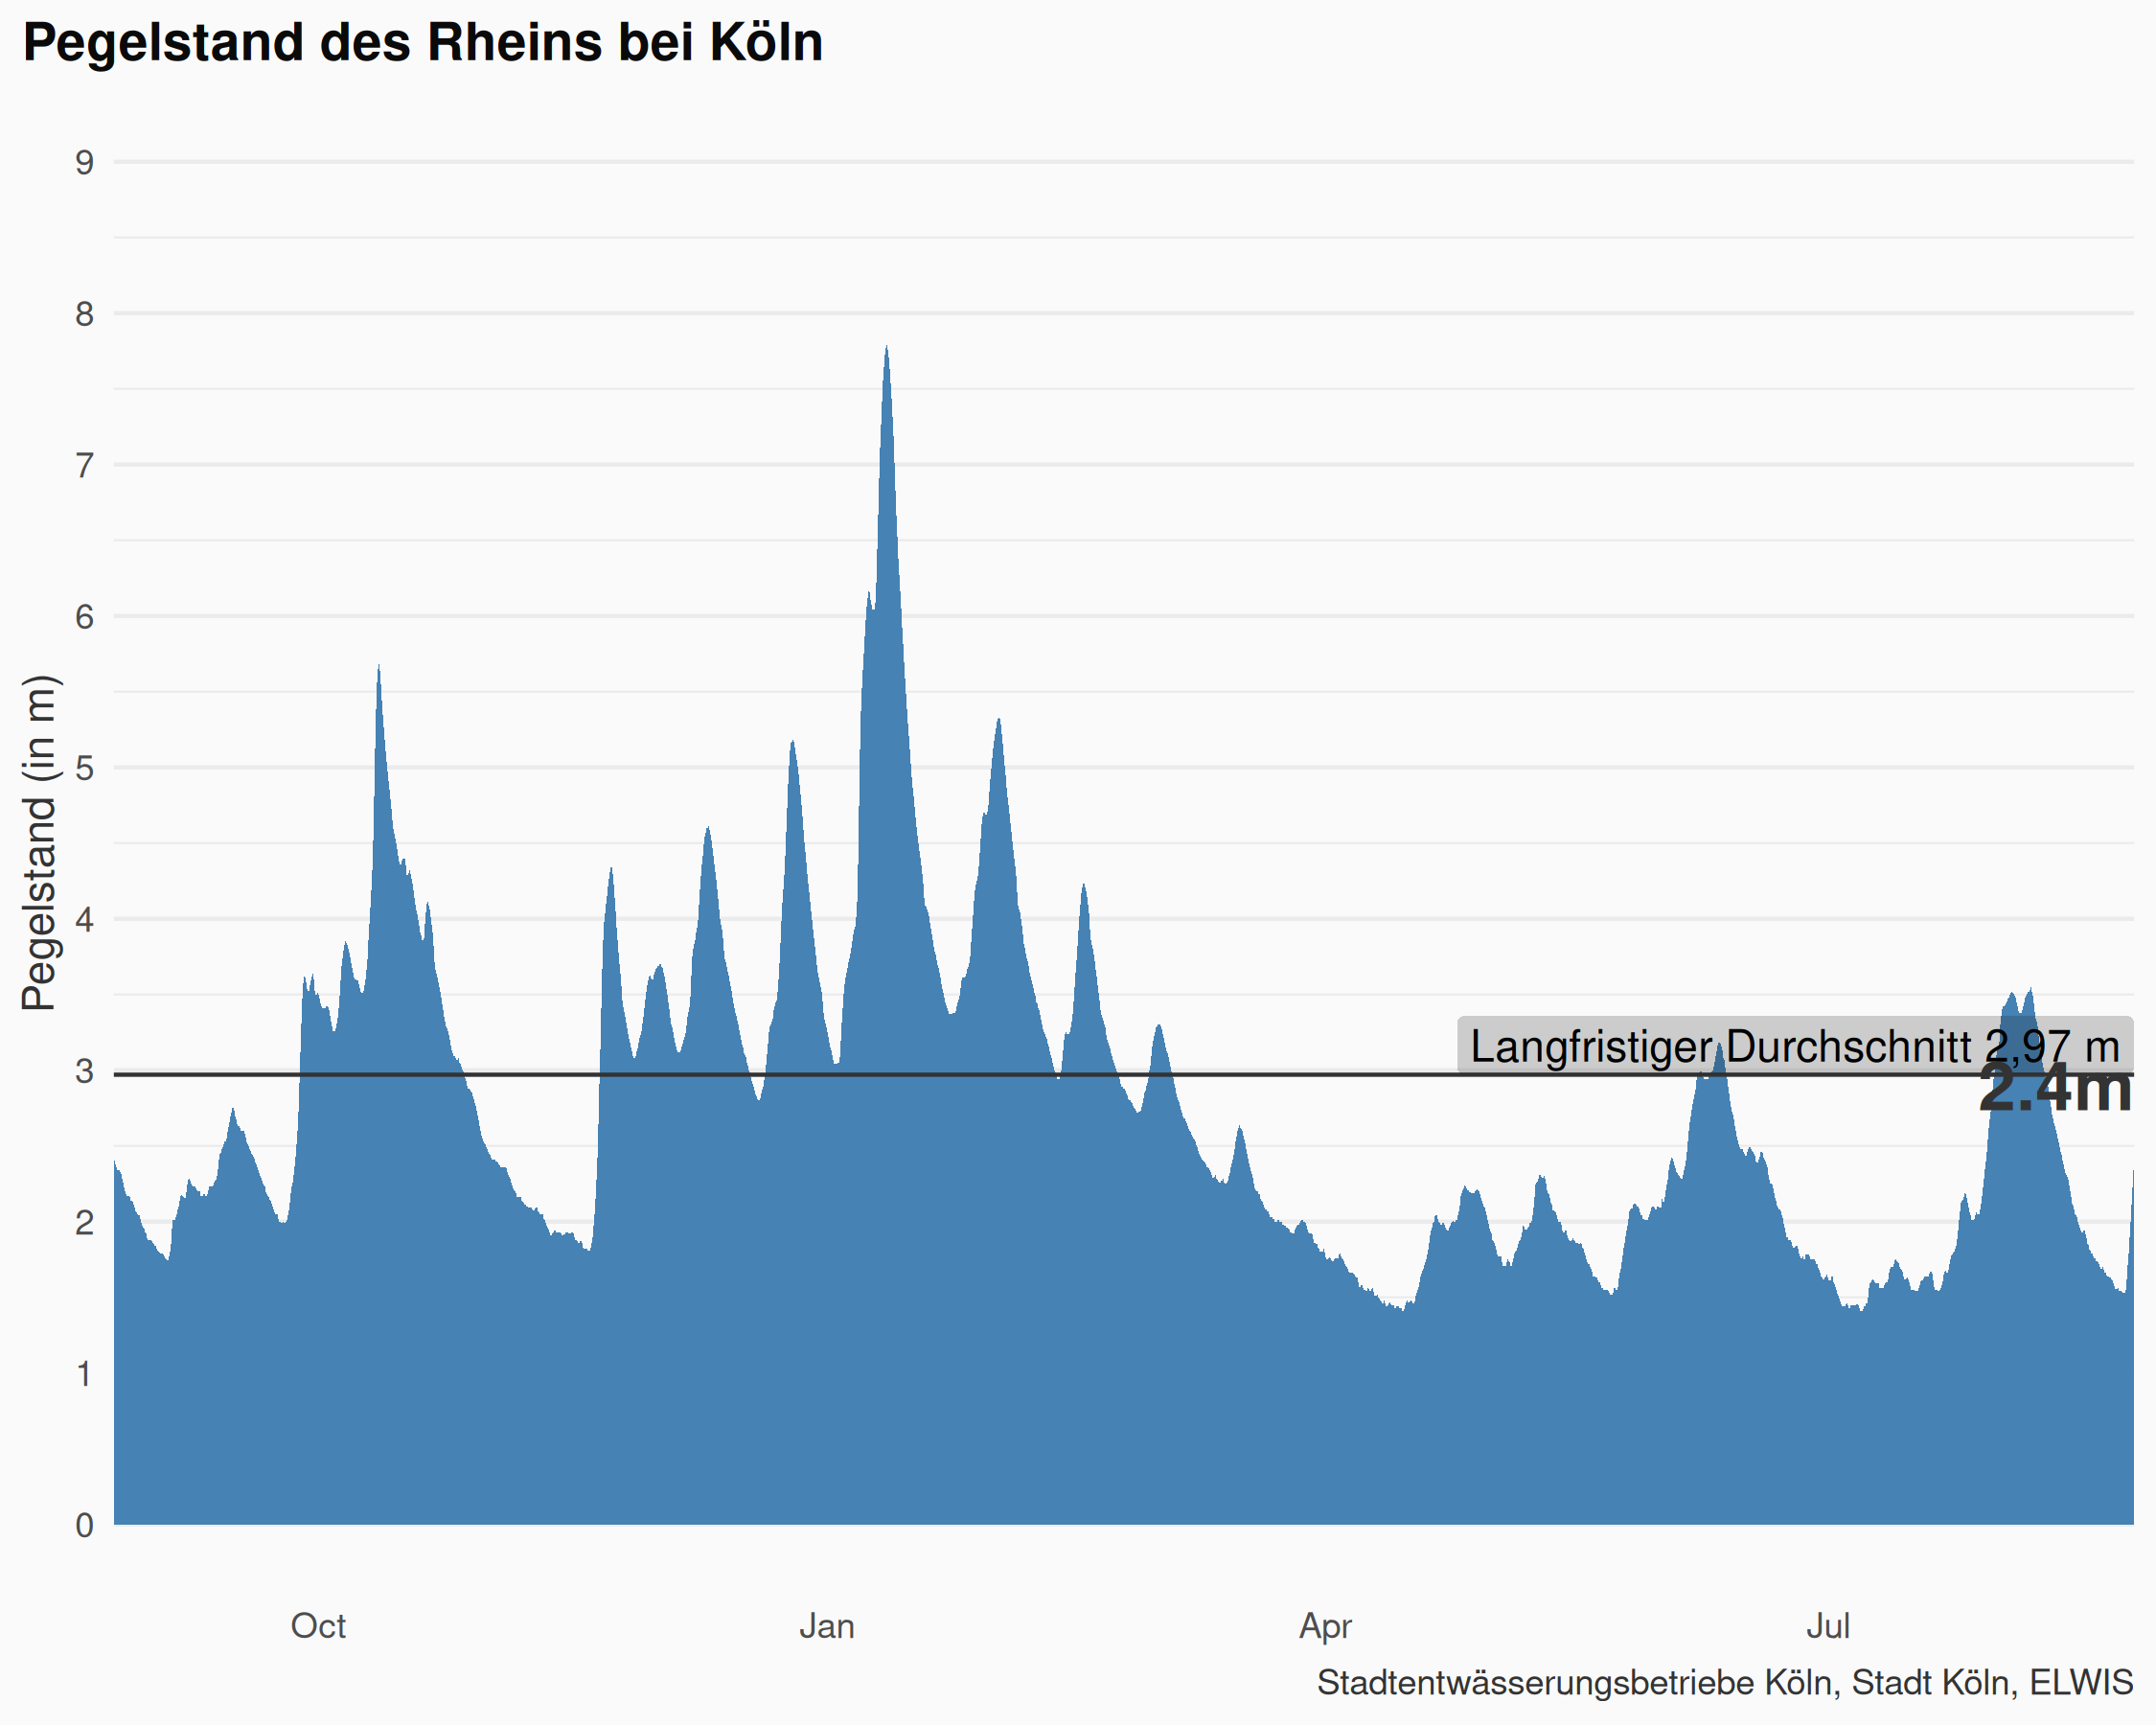 Pegelstand des Rheins bei Köln
9
8
7
6
5
4
3
2
1
0
Pegelstand (in m)
Langfristiger Durchschnitt 2,97 m
2.4m
Oct Jan Apr Jul
Stadtentwässerungsbetriebe Köln, Stadt Köln, ELWIS